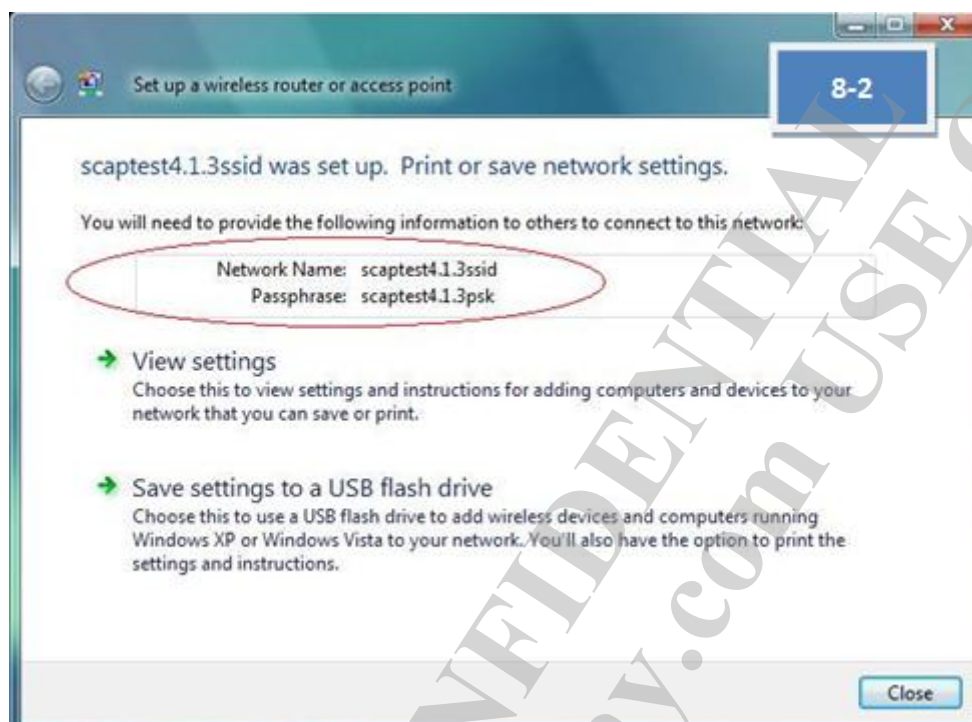 Set up a wireless router or access point
8-2
scaptest4.1.3ssid was set up. Print or save network settings.
You will need to provide the following information to others to connect to this network:
Network Name: scaptest4.1.3ssid
Passphrase: scaptest4.1.3psk
View settings
Choose this to view settings and instructions for adding computers and devices to your
network that you can save or print.
Save settings to a USB flash drive
Choose this to use a USB flash drive to add wireless devices and computers running
Windows XP or Windows Vista to your network. You'll also have the option to print the
settings and instructions.
Close